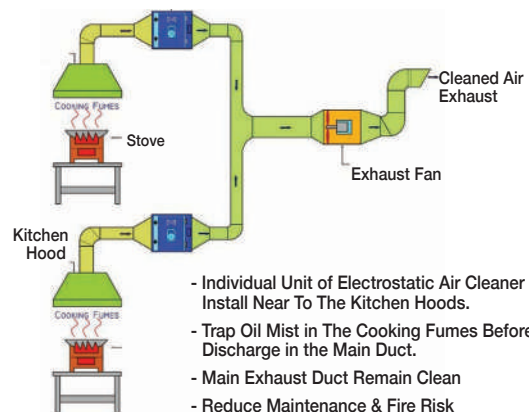 COOKING FUMES
Stove
Cleaned Air
Exhaust
Exhaust Fan
Kitchen
Hood
COOKING FUMES
- Individual Unit of Electrostatic Air Cleaner
Install Near To The Kitchen Hoods.
- Trap Oil Mist in The Cooking Fumes Before
Discharge in the Main Duct.
- Main Exhaust Duct Remain Clean
- Reduce Maintenance & Fire Risk